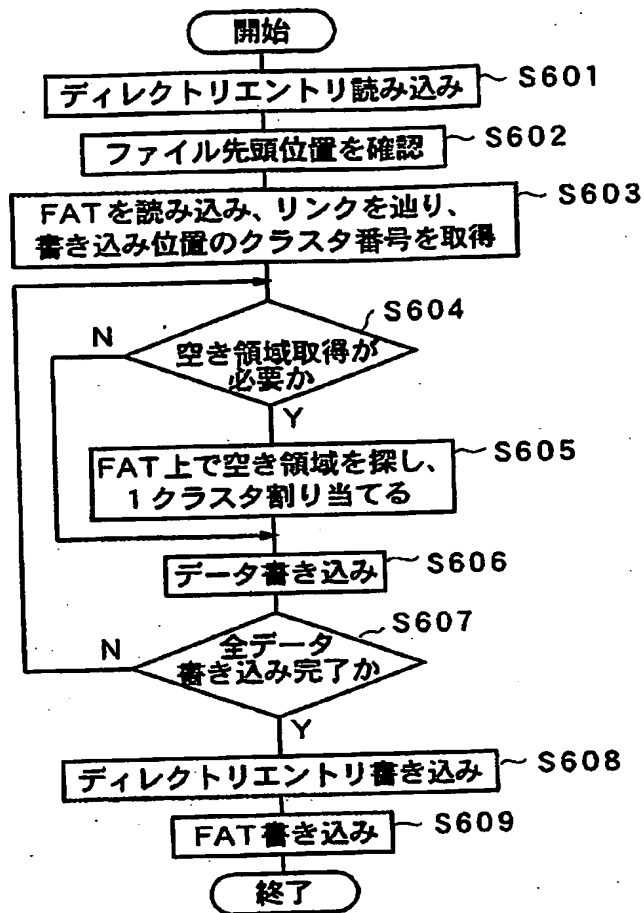 開始
ディレクトリエントリ読み込み
S601
ファイル先頭位置を確認
S602
FATを読み込み、リンクを辿り、
書き込み位置のクラスタ番号を取得
S603
空き領域取得が
必要か
S604
N
Y
FAT上で空き領域を探し、
1クラスタ割り当てる
S605
データ書き込み
S606
全データ
書き込み完了か
S607
N
Y
ディレクトリエントリ書き込み
S608
FAT書き込み
S609
終了